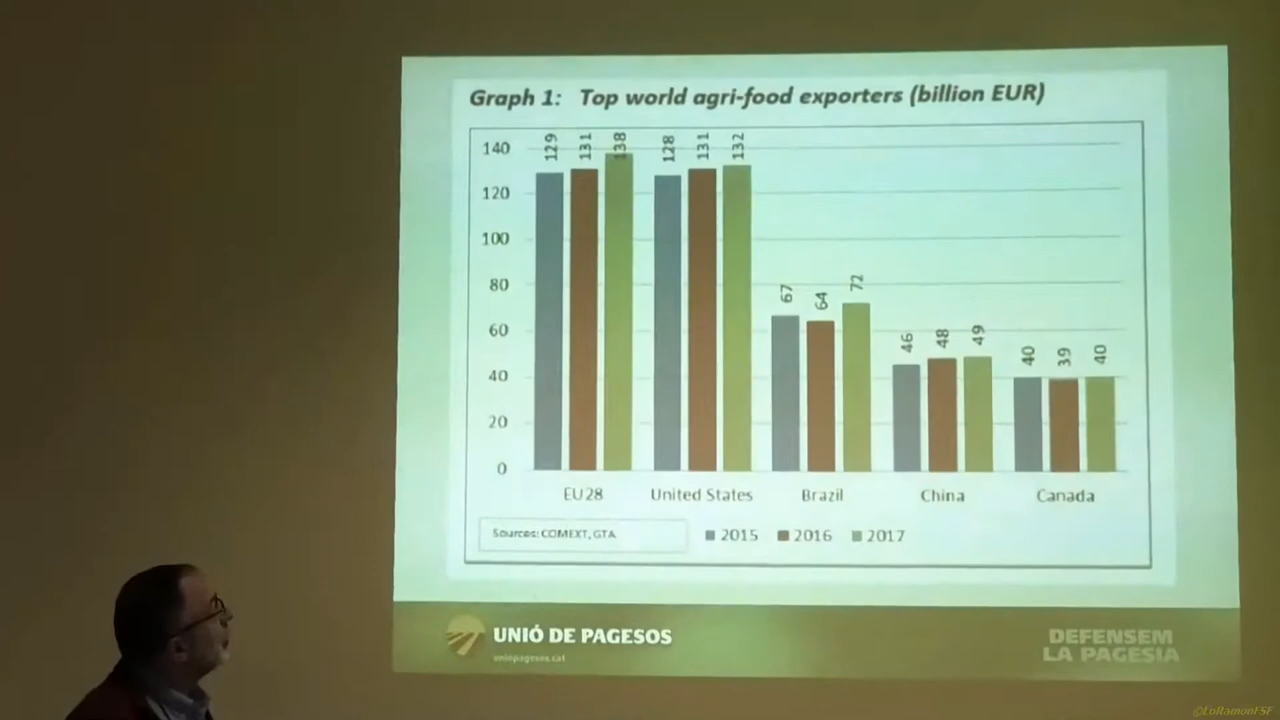 Graph 1: Top world agri-food exporters (billion EUR)
129 131 138 128 131 132
67 64 72
46 48 49
40 39 40
140
120
100
80
60
40
20
0
EU28 United States Brazil China Canada
Sources: COMEXT, GTA
2015 2016 2017
UNIÓ DE PAGESOS
uniopagesos.cat
DEFENSEM
LA PAGESIA
©LoRamonFSF